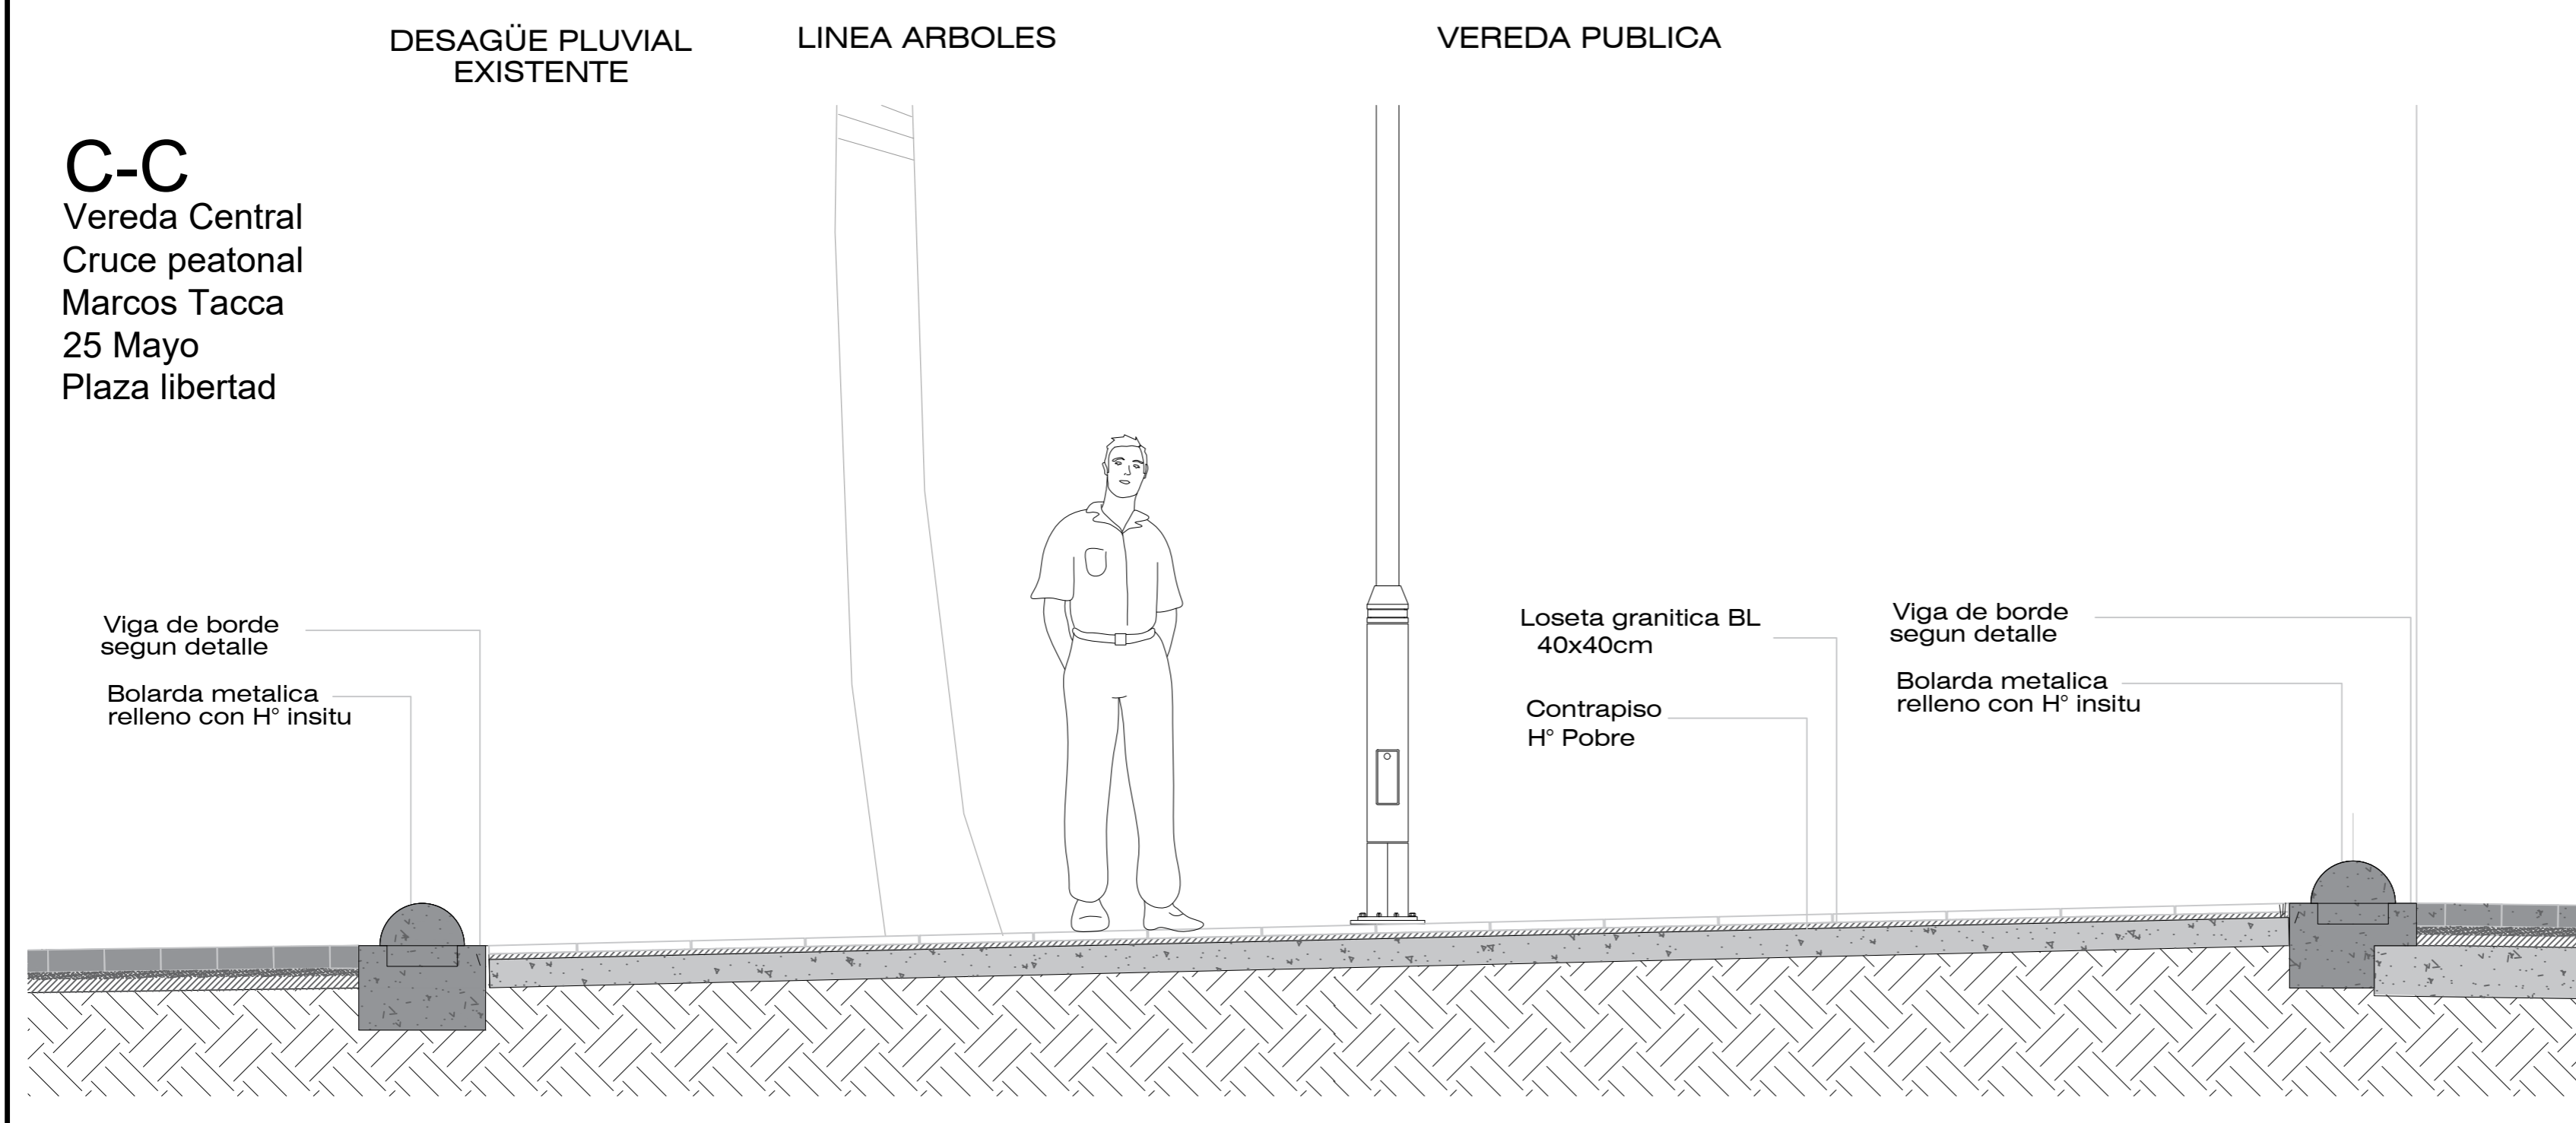 DESAGÜE PLUVIAL
EXISTENTE
LINEA ARBOLES
VEREDA PUBLICA
C-C
Vereda Central
Cruce peatonal
Marcos Tacca
25 Mayo
Plaza libertad
Viga de borde
segun detalle
Bolarda metalica
relleno con H° insitu
Loseta granitica BL
40x40cm
Contrapiso
H° Pobre
Viga de borde
segun detalle
Bolarda metalica
relleno con H° insitu